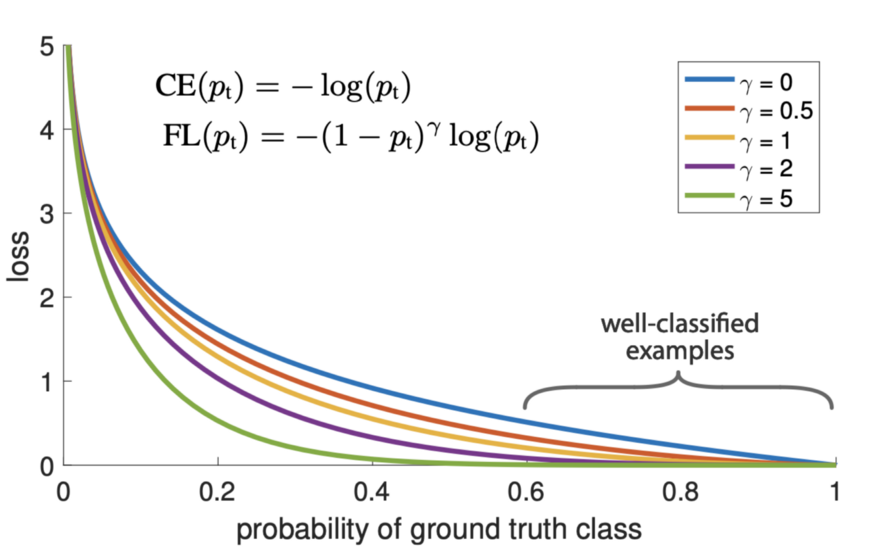 5
CE(pₜ) = − log(pₜ)
FL(pₜ) = −(1 − pₜ)^γ log(pₜ)
γ = 0
γ = 0.5
γ = 1
γ = 2
γ = 5
4
3
2
1
0
loss
well-classified
examples
0
0.2
0.4
0.6
0.8
1
probability of ground truth class